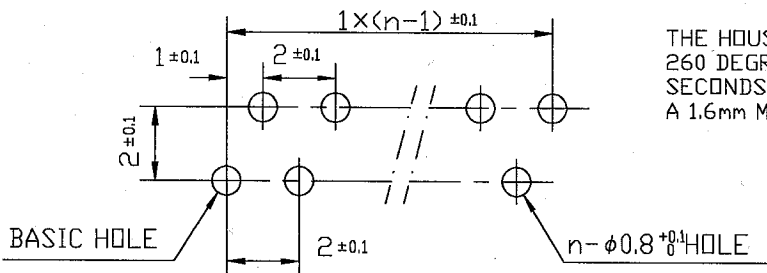 1×(n-1) ±0.1
THE HOUS
260 DEGR
SECONDS
A 1.6mm M
1 ±0.1
2 ±0.1
2 ±0.1
BASIC HOLE
2 ±0.1
n-ϕ0.8 +0.1 0 HOLE